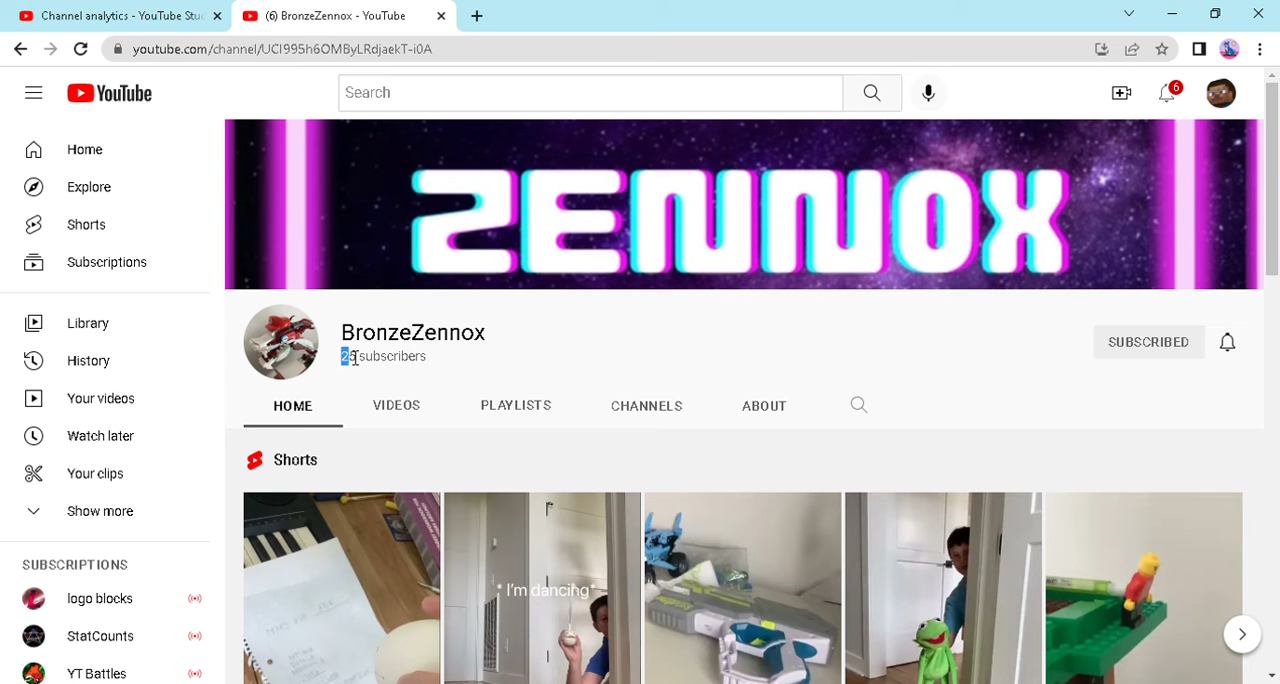 Channel analytics - YouTube Stu
(6) BronzeZennox - YouTube
youtube.com/channel/UCI995h6OMByLRdjaekT-i0A
YouTube
Search
6
Home
Explore
Shorts
Subscriptions
Library
History
Your videos
Watch later
Your clips
Show more
SUBSCRIPTIONS
logg.blocks
StatCounts
YT Battles
ZENNOX
BronzeZennox
25 subscribers
SUBSCRIBED
HOME
VIDEOS
PLAYLISTS
CHANNELS
ABOUT
Shorts
* I'm dancing*